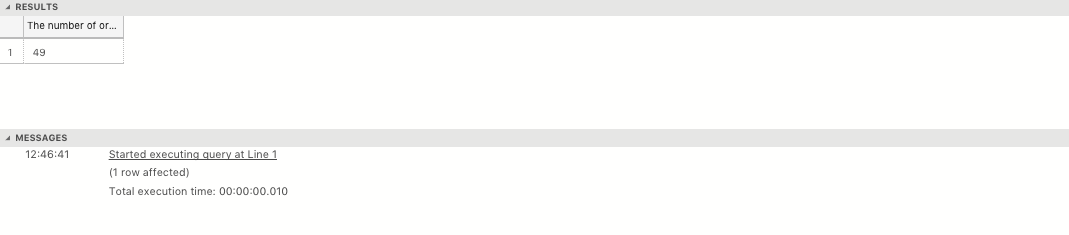 RESULTS
The number of or...
1 49
MESSAGES
12:46:41 Started executing query at Line 1
(1 row affected)
Total execution time: 00:00:00.010